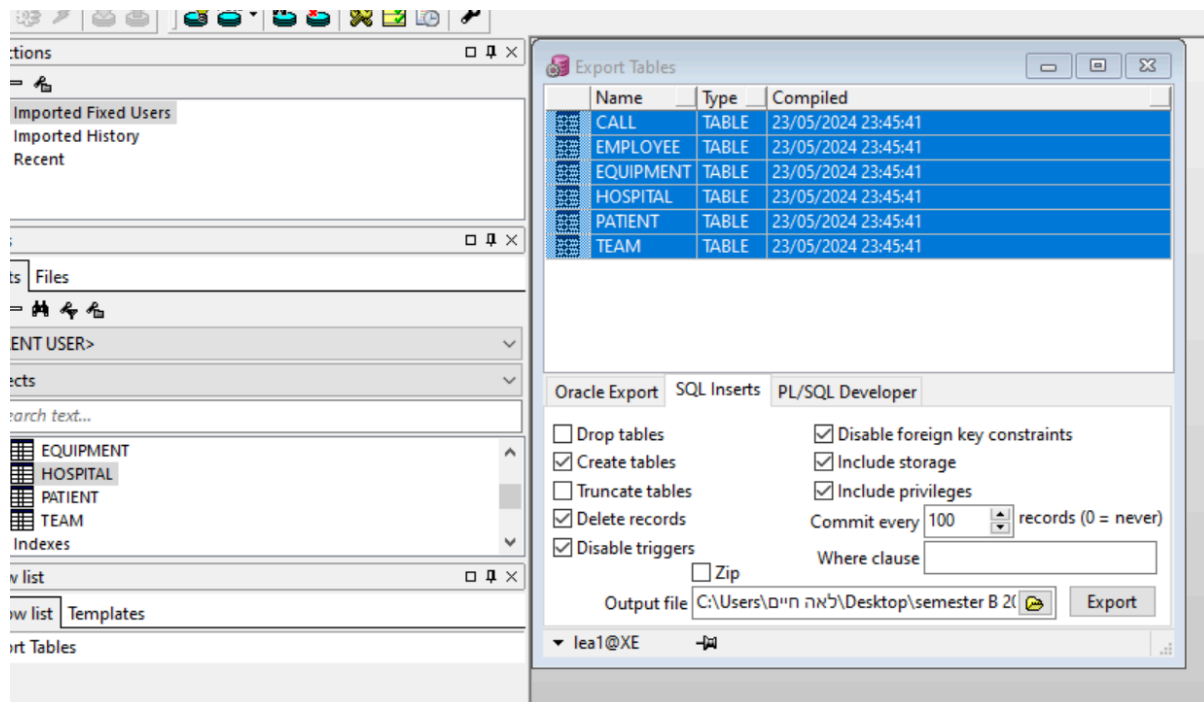 ctions
Imported Fixed Users
Imported History
Recent
s
ts Files
ENT USER>
ects
earch text...
EQUIPMENT
HOSPITAL
PATIENT
TEAM
Indexes
w list
ow list Templates
ort Tables
Export Tables
Name Type Compiled
CALL TABLE 23/05/2024 23:45:41
EMPLOYEE TABLE 23/05/2024 23:45:41
EQUIPMENT TABLE 23/05/2024 23:45:41
HOSPITAL TABLE 23/05/2024 23:45:41
PATIENT TABLE 23/05/2024 23:45:41
TEAM TABLE 23/05/2024 23:45:41
Oracle Export SQL Inserts PL/SQL Developer
Drop tables
Create tables
Truncate tables
Delete records
Disable triggers
Disable foreign key constraints
Include storage
Include privileges
Commit every 100 records (0 = never)
Where clause
Zip
Output file C:\Users\לאה חיים\Desktop\semester B 20 Export
lea1@XE